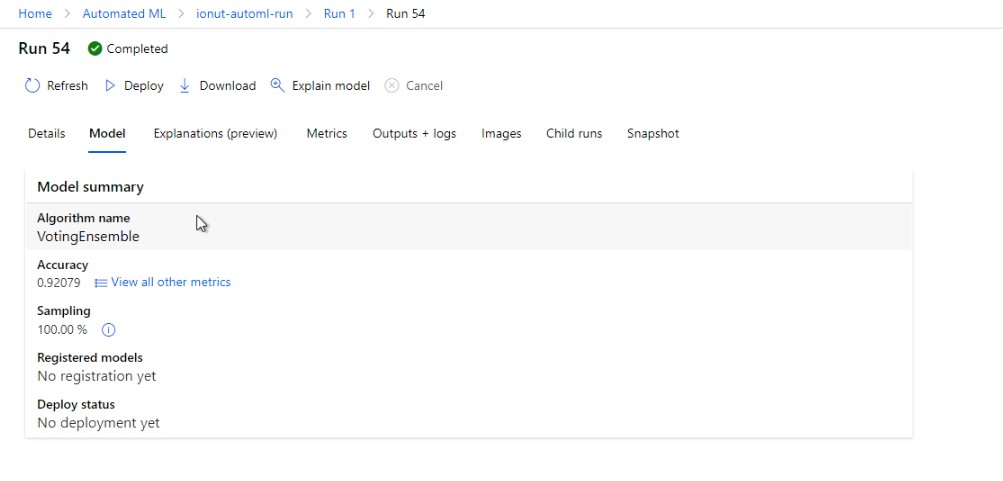 Home > Automated ML > ionut-automl-run > Run 1 > Run 54
Run 54 Completed
Refresh Deploy Download Explain model Cancel
Details Model Explanations (preview) Metrics Outputs + logs Images Child runs Snapshot
Model summary
Algorithm name
VotingEnsemble
Accuracy
0.92079 View all other metrics
Sampling
100.00 %
Registered models
No registration yet
Deploy status
No deployment yet